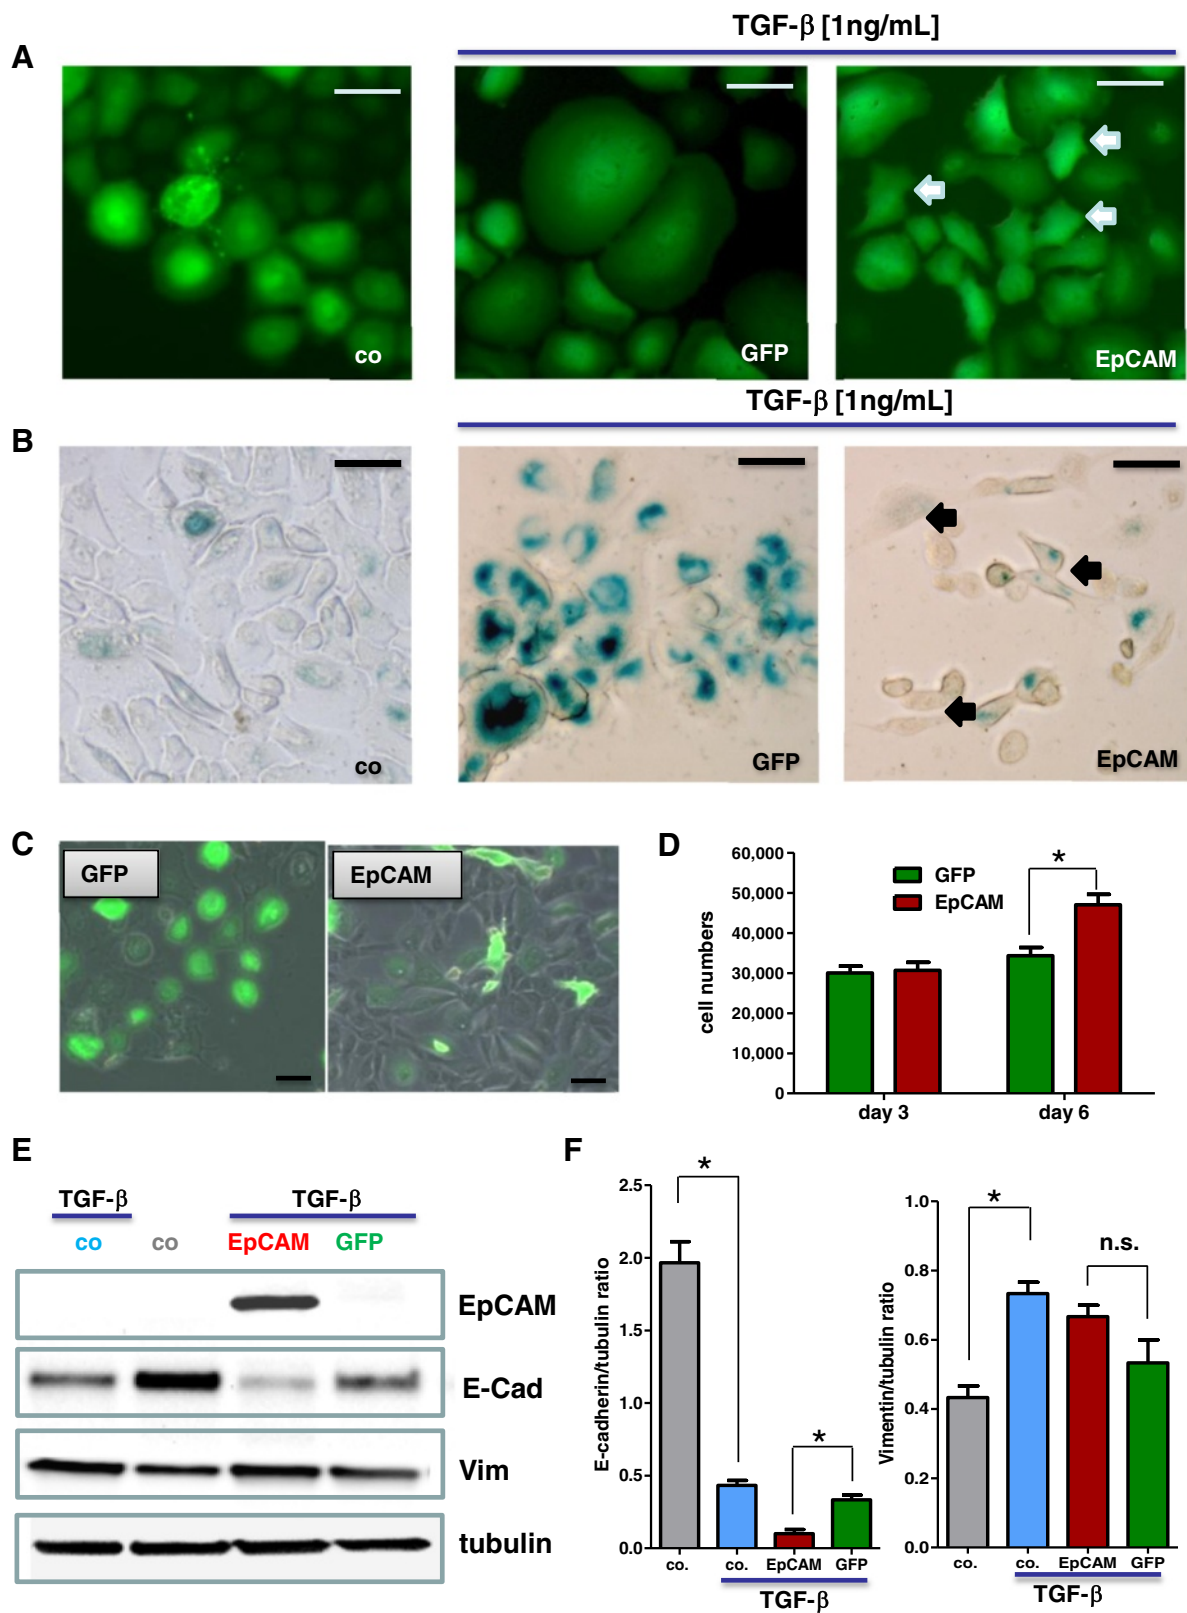 TGF-β [1ng/mL]
A
co
GFP
EpCAM
TGF-β [1ng/mL]
B
co
GFP
EpCAM
C
GFP
EpCAM
D
60,000
50,000
40,000
30,000
20,000
10,000
0
cell numbers
GFP
EpCAM
*
day 3
day 6
E
TGF-β
TGF-β
co
co
EpCAM
GFP
EpCAM
E-Cad
Vim
tubulin
F
2.5
2.0
1.5
1.0
0.5
0.0
E-cadherin/tubulin ratio
*
*
co.
co.
EpCAM
GFP
TGF-β
1.0
0.8
0.6
0.4
0.2
0.0
Vimentin/tubulin ratio
*
n.s.
co.
co.
EpCAM
GFP
TGF-β